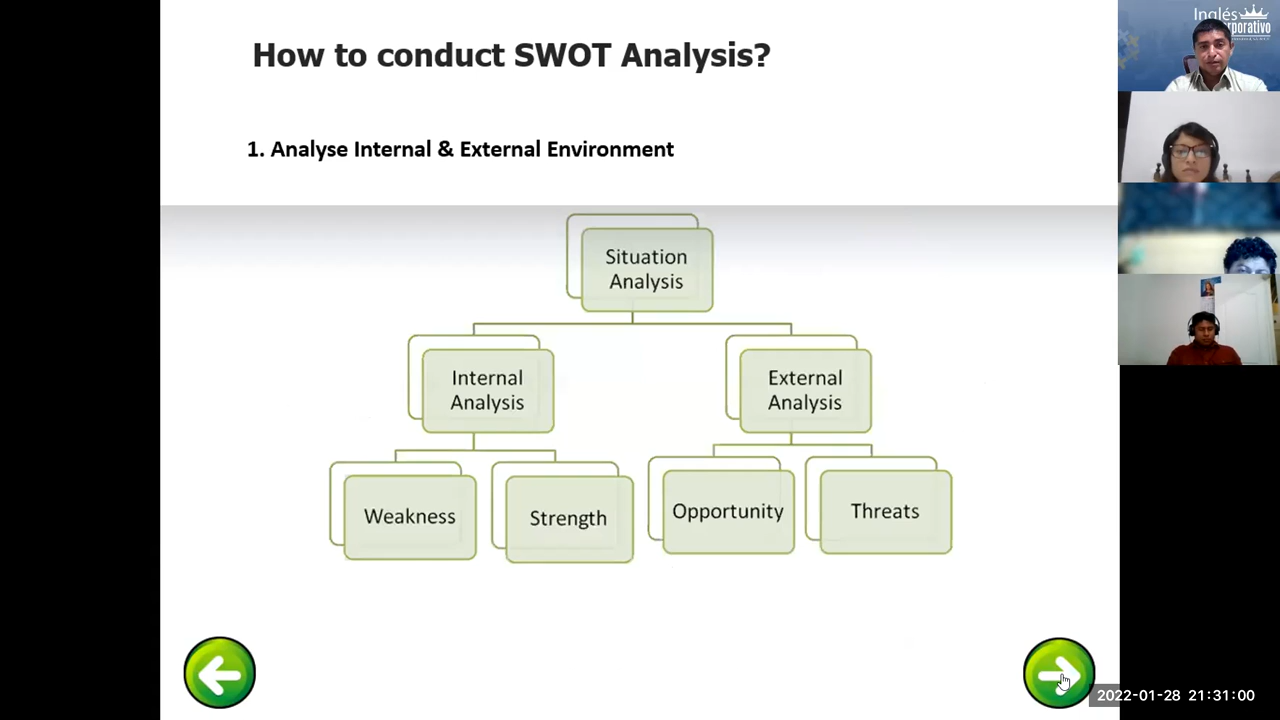 How to conduct SWOT Analysis?
1. Analyse Internal & External Environment
Situation
Analysis
Internal
Analysis
External
Analysis
Weakness
Strength
Opportunity
Threats
Inglés
2022-01-28 21:31:00